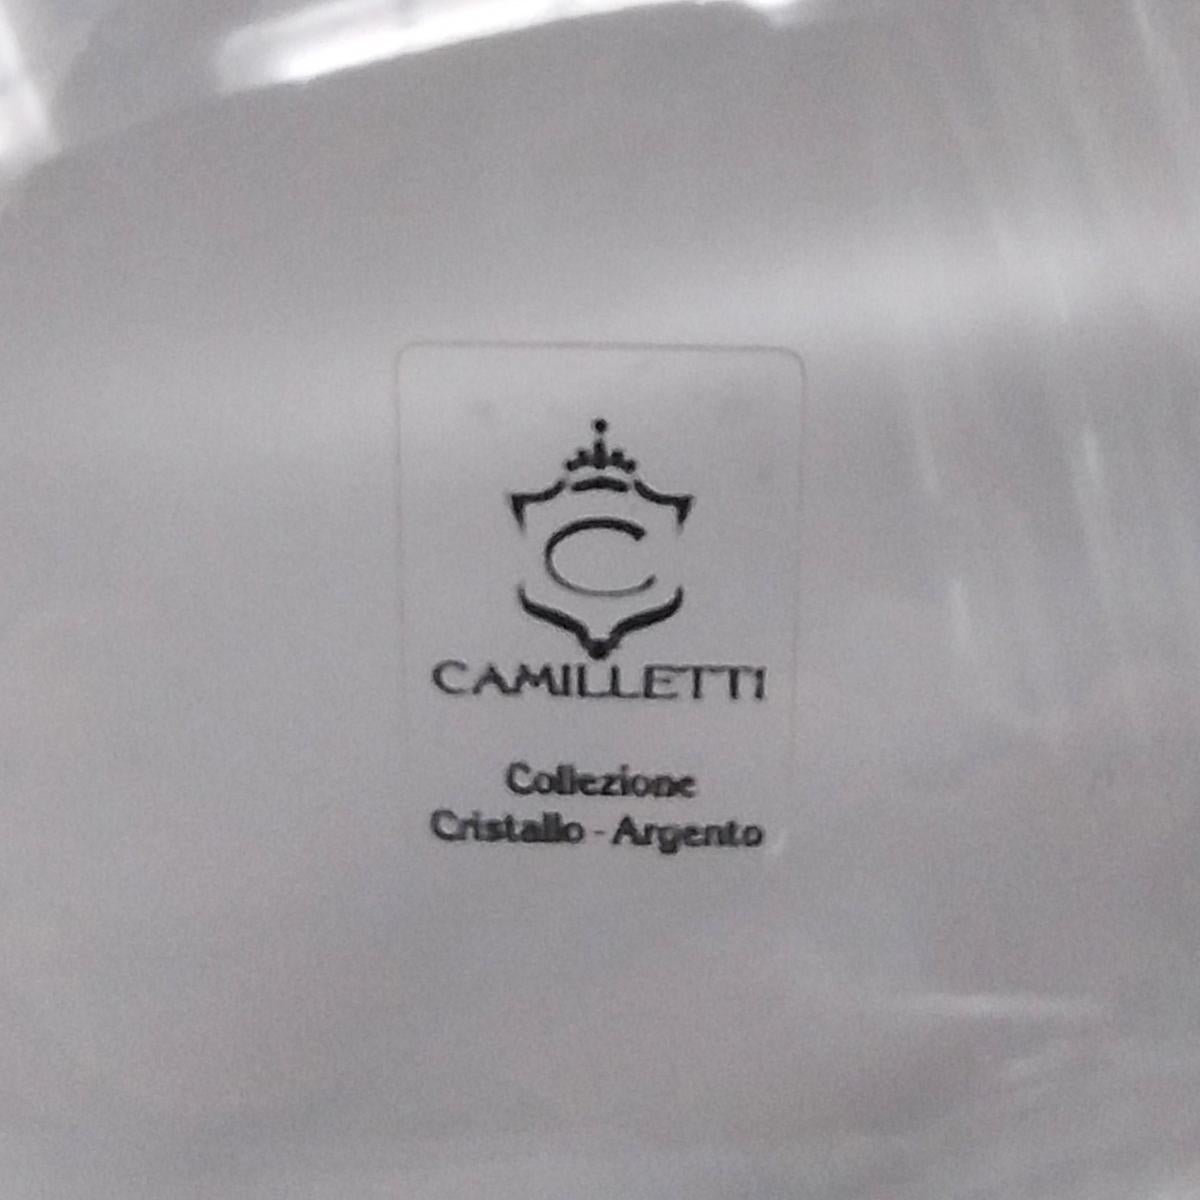 C
CAMILLETTI
Collezione
Cristallo - Argento